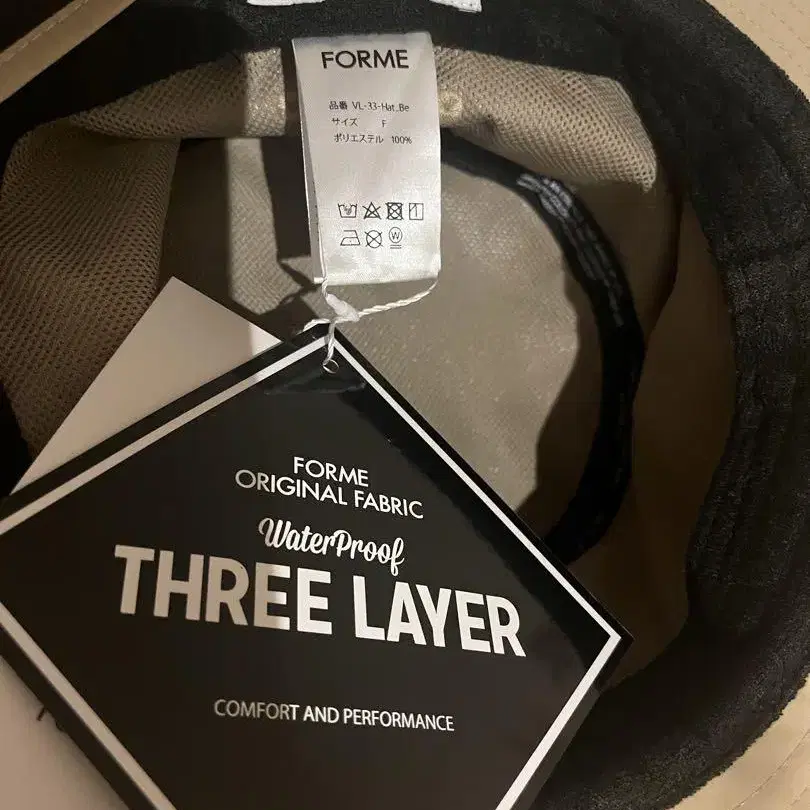 FORME
品番 VL-33-Hat_Be
サイズ F
ポリエステル 100%
W
FORME
ORIGINAL FABRIC
WaterProof
THREE LAYER
COMFORT AND PERFORMANCE